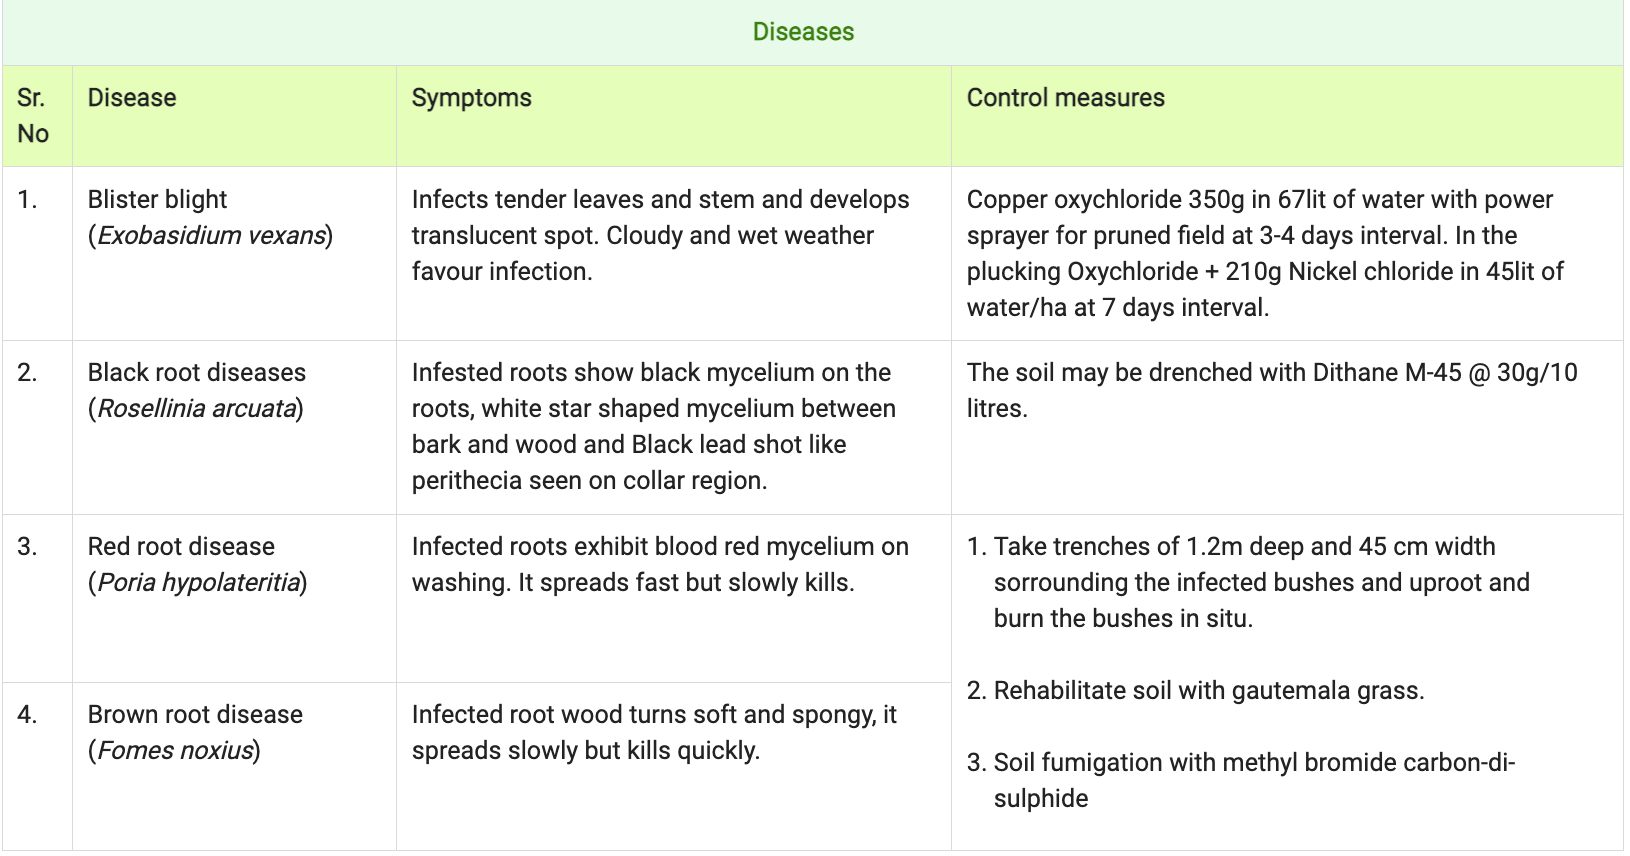 Diseases
Sr.
No
Disease
Symptoms
Control measures
1.
Blister blight
(Exobasidium vexans)
Infects tender leaves and stem and develops
translucent spot. Cloudy and wet weather
favour infection.
Copper oxychloride 350g in 67lit of water with power
sprayer for pruned field at 3-4 days interval. In the
plucking Oxychloride + 210g Nickel chloride in 45lit of
water/ha at 7 days interval.
2.
Black root diseases
(Rosellinia arcuata)
Infested roots show black mycelium on the
roots, white star shaped mycelium between
bark and wood and Black lead shot like
perithecia seen on collar region.
The soil may be drenched with Dithane M-45 @ 30g/10
litres.
3.
Red root disease
(Poria hypolateritia)
Infected roots exhibit blood red mycelium on
washing. It spreads fast but slowly kills.
1. Take trenches of 1.2m deep and 45 cm width
sorrounding the infected bushes and uproot and
burn the bushes in situ.
2. Rehabilitate soil with gautemala grass.
3. Soil fumigation with methyl bromide carbon-di-
sulphide
4.
Brown root disease
(Fomes noxius)
Infected root wood turns soft and spongy, it
spreads slowly but kills quickly.